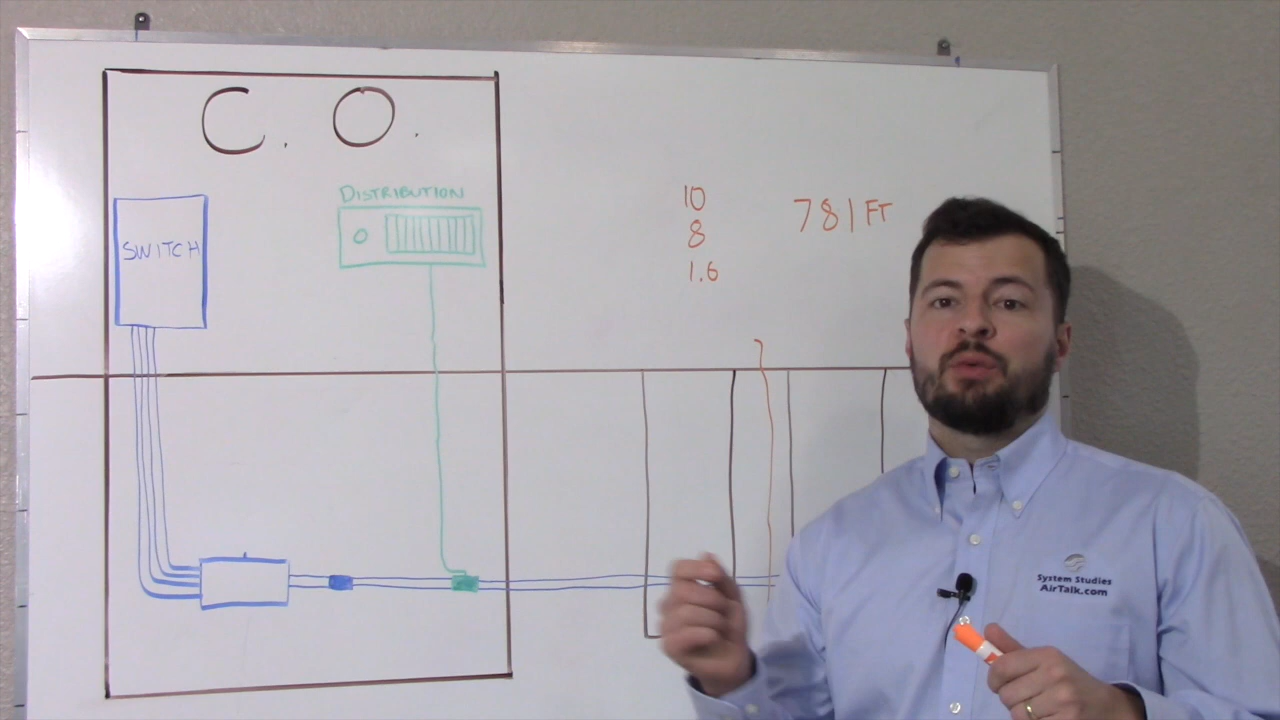 C. O.
SWITCH
DISTRIBUTION
10
8
1.6
781 FT
System Studies
AirTalk.com